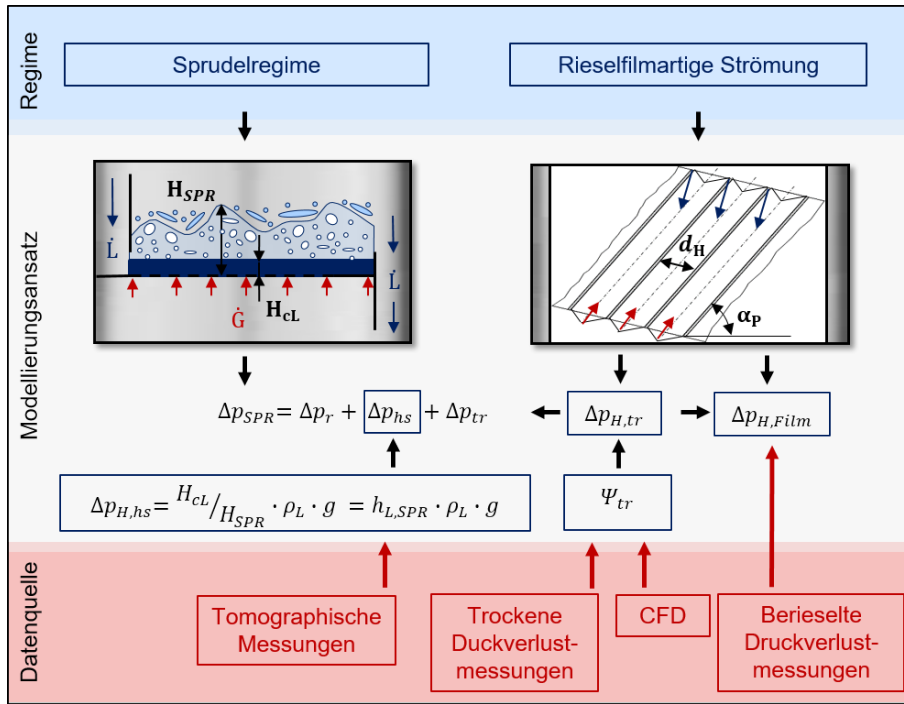 Regime
Sprudelregime
Rieselfilmartige Strömung
Modellierungsansatz
H_SPR
L̇
L̇
Ġ
H_cL
d_H
α_P
Δp_SPR = Δp_r + Δp_hs + Δp_tr
Δp_H,tr
Δp_H,Film
Δp_H,hs = H_cL/H_SPR · ρ_L · g = h_L,SPR · ρ_L · g
Ψ_tr
Datenquelle
Tomographische
Messungen
Trockene
Duckverlust-
messungen
CFD
Berieselte
Druckverlust-
messungen